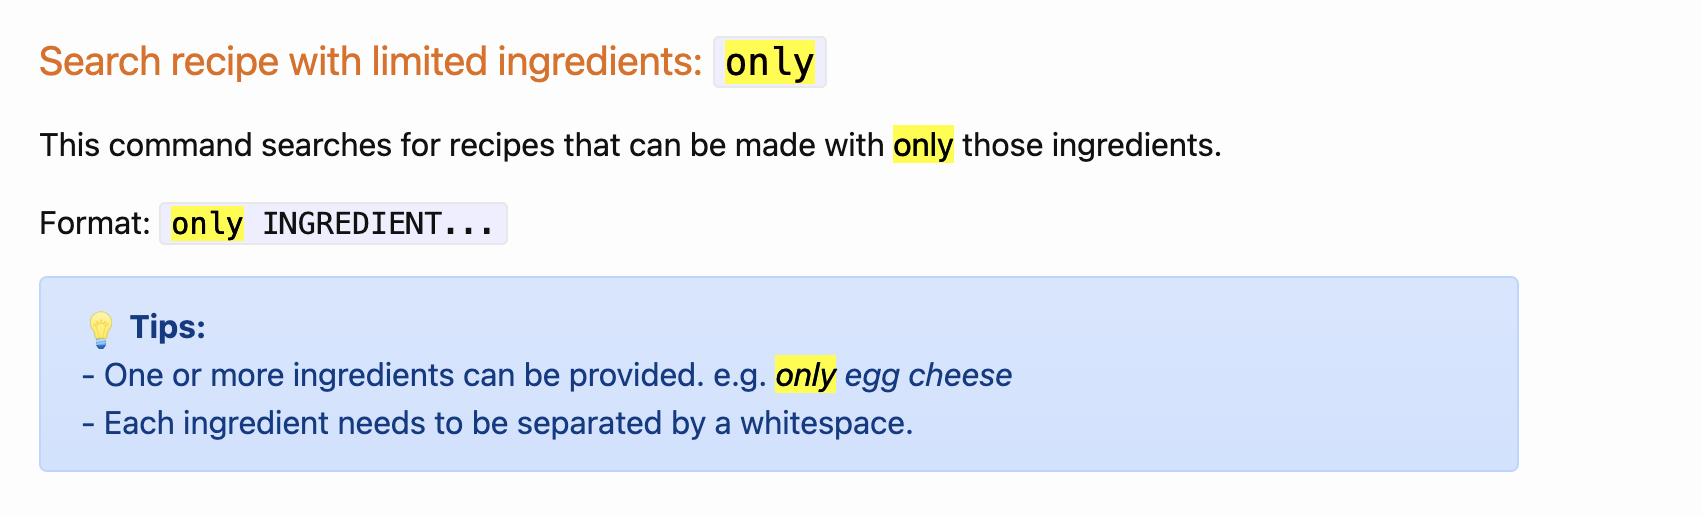 Search recipe with limited ingredients: only
This command searches for recipes that can be made with only those ingredients.
Format: only INGREDIENT...
Tips:
- One or more ingredients can be provided. e.g. only egg cheese
- Each ingredient needs to be separated by a whitespace.